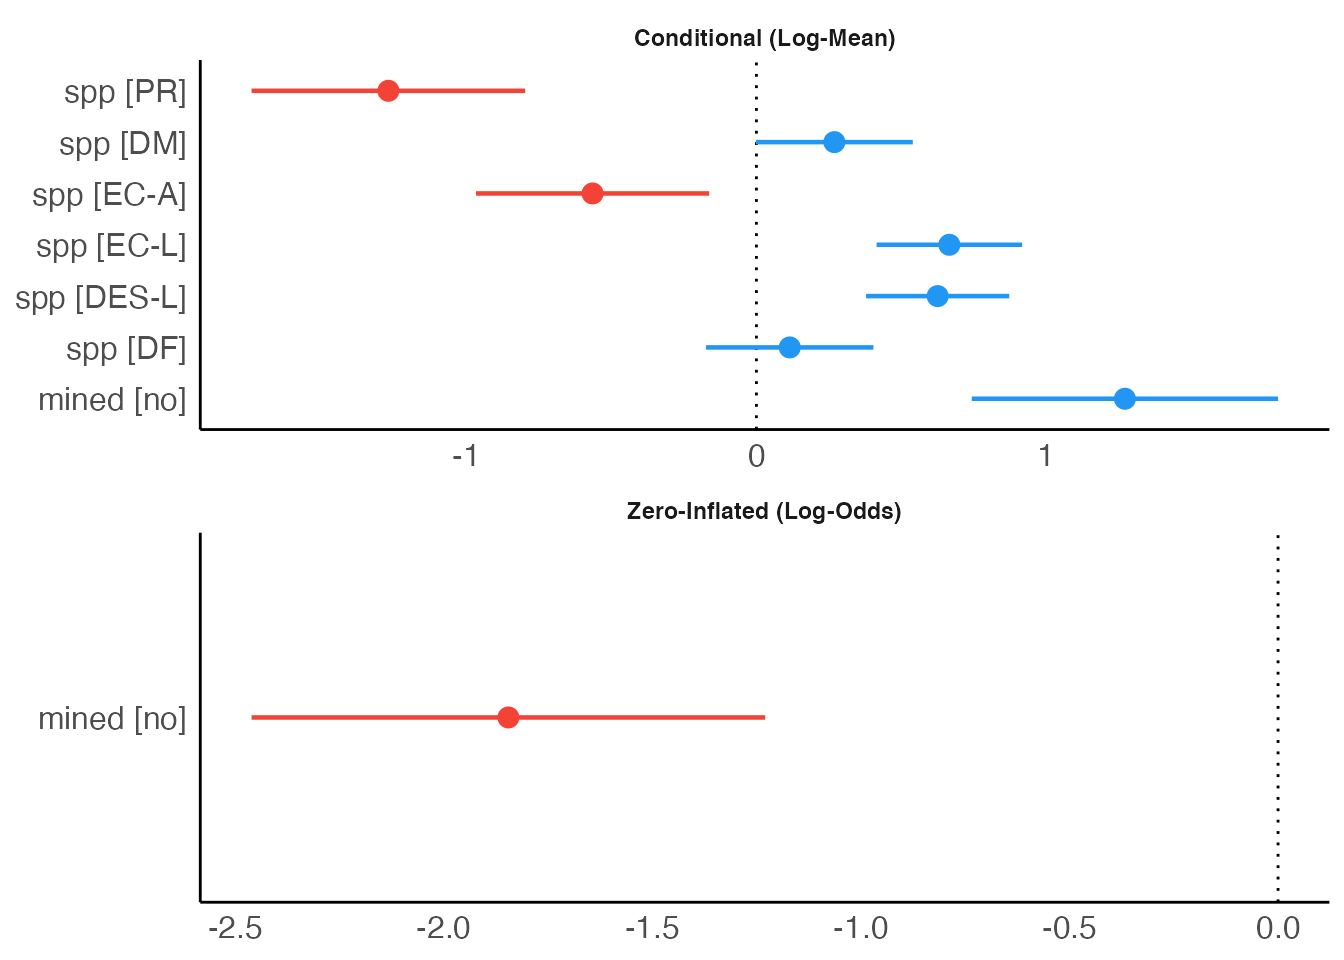 Conditional (Log-Mean)
spp [PR]
spp [DM]
spp [EC-A]
spp [EC-L]
spp [DES-L]
spp [DF]
mined [no]
-1 0 1
Zero-Inflated (Log-Odds)
mined [no]
-2.5 -2.0 -1.5 -1.0 -0.5 0.0